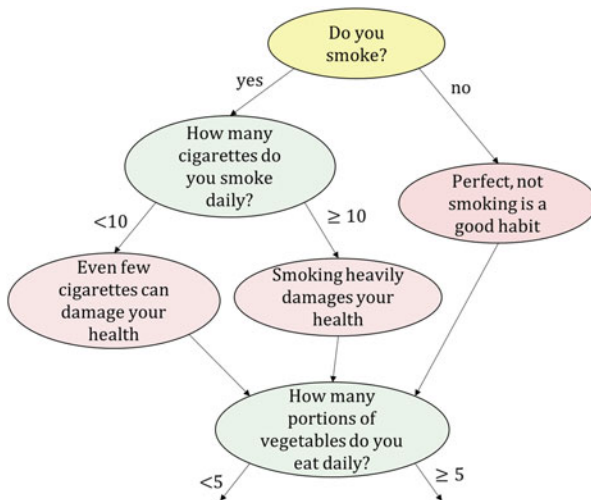 Do you
smoke?
yes
no
How many
cigarettes do
you smoke
daily?
Perfect, not
smoking is a
good habit
<10
≥ 10
Even few
cigarettes can
damage your
health
Smoking heavily
damages your
health
How many
portions of
vegetables do you
eat daily?
<5
≥ 5